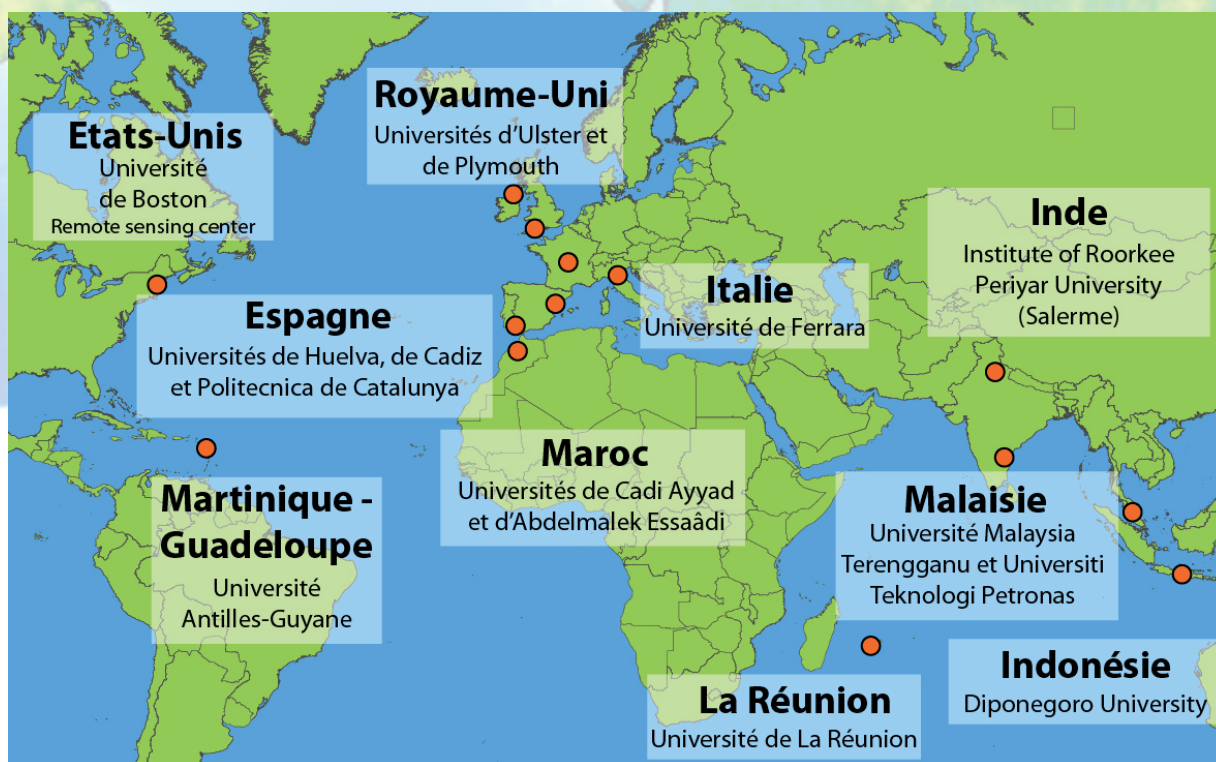 Royaume-Uni
Universités d'Ulster et
de Plymouth
Etats-Unis
Université
de Boston
Remote sensing center
Inde
Institute of Roorkee
Periyar University
(Salerme)
Italie
Université de Ferrara
Espagne
Universités de Huelva, de Cadiz
et Politecnica de Catalunya
Maroc
Universités de Cadi Ayyad
et d'Abdelmalek Essaâdi
Martinique -
Guadeloupe
Université
Antilles-Guyane
Malaisie
Université Malaysia
Terengganu et Universiti
Teknologi Petronas
Indonésie
Diponegoro University
La Réunion
Université de La Réunion